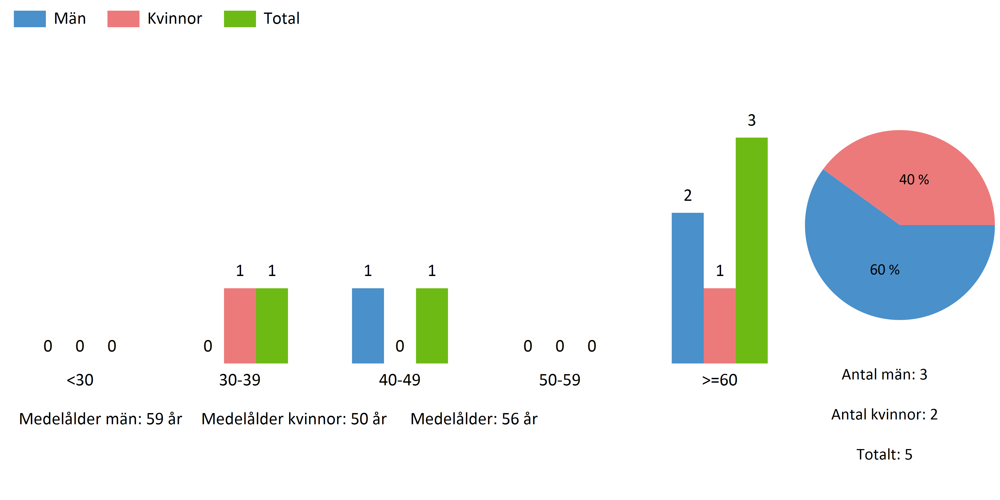 Män Kvinnor Total
3
2
40 %
1 1 1 1 1
60 %
0 0 0 0 0 0 0 0
<30 30-39 40-49 50-59 >=60
Antal män: 3
Medelålder män: 59 år Medelålder kvinnor: 50 år Medelålder: 56 år
Antal kvinnor: 2
Totalt: 5